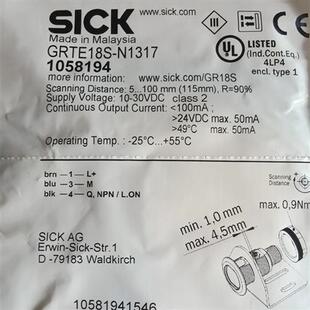 SICK
Made in Malaysia
GRTE18S-N1317
1058194
more information: www.sick.com/GR18S
Scanning Distance: 5...100 mm (115mm), R=90%
Supply Voltage: 10-30VDC class 2
Continuous Output Current: <100mA;
>24VDC max. 50mA
>49°C max. 50mA
Operating Temp.: -25°C...+55°C
SICK
UL LISTED
(Ind.Cont.Eq.)
4LP4
encl. type 1
brn - 1 - L+
blu - 3 - M
blk - 4 - Q, NPN / L.ON
Scanning
Distance
max. 0,9Nm
min. 1,0 mm
max. 4,5mm
SICK AG
Erwin-Sick-Str.1
D -79183 Waldkirch
10581941546